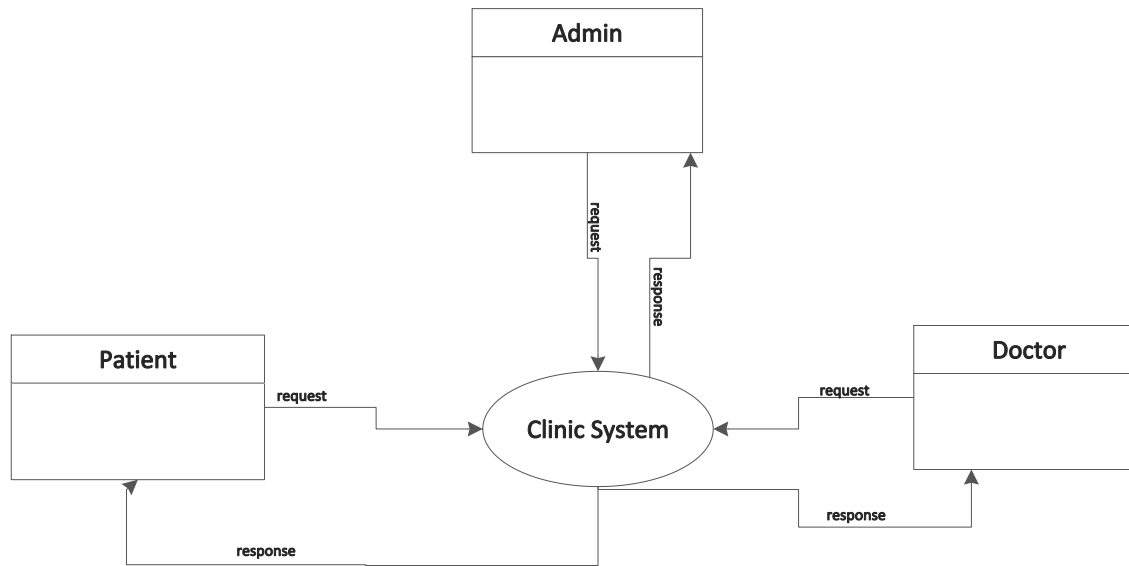 Admin
request
response
Patient
Doctor
request
request
Clinic System
response
response